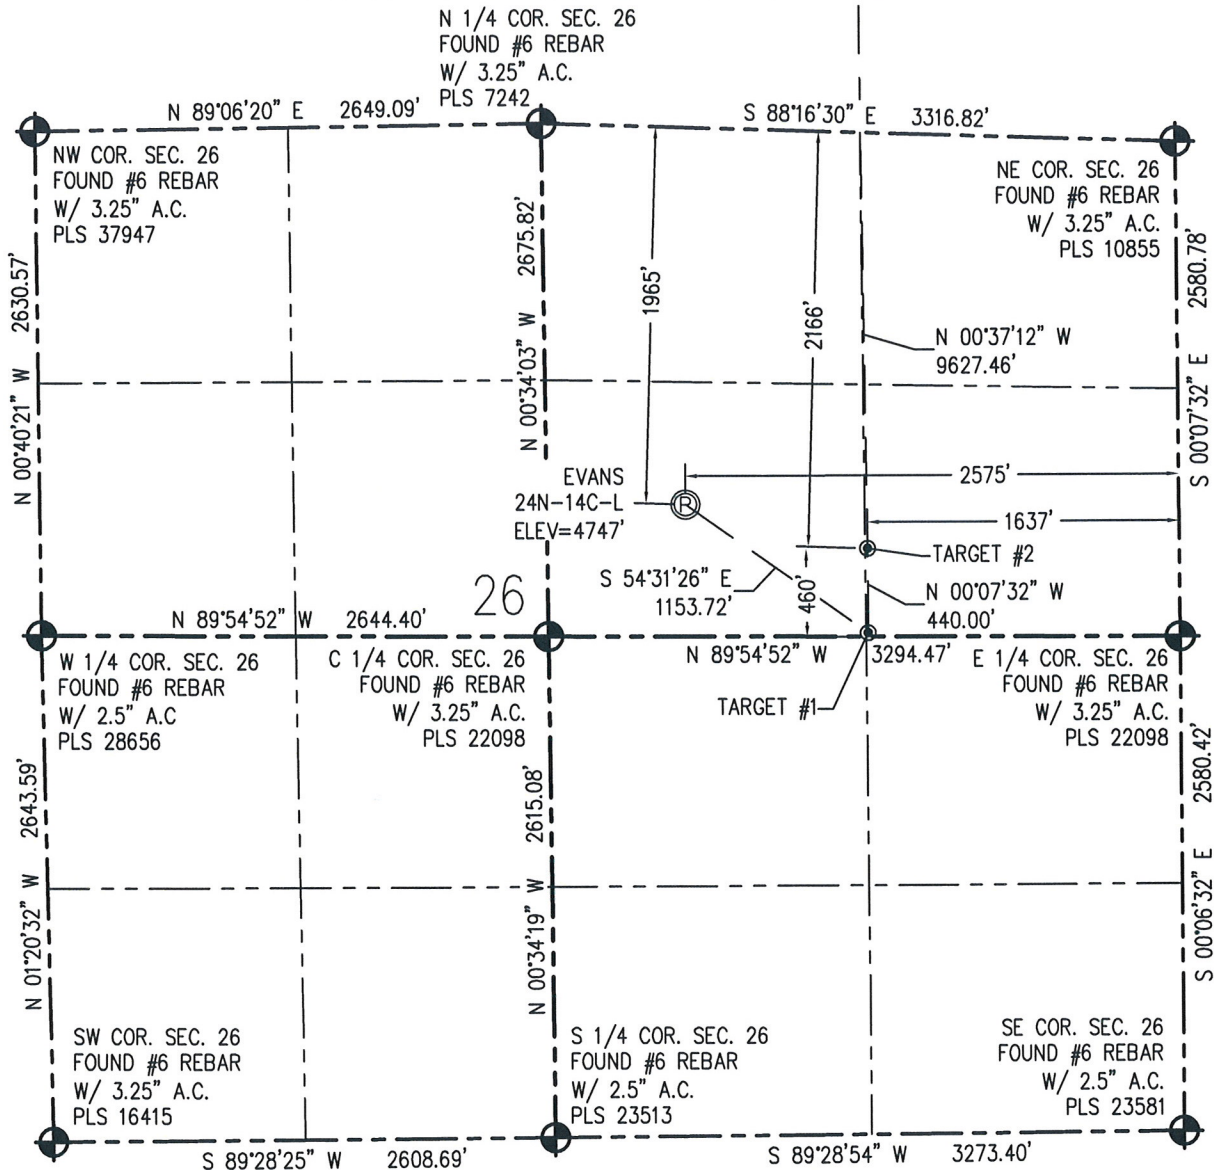 N 1/4 COR. SEC. 26
FOUND #6 REBAR
W/ 3.25" A.C.
PLS 7242
N 89°06'20" E 2649.09'
S 88°16'30" E 3316.82'
NW COR. SEC. 26
FOUND #6 REBAR
W/ 3.25" A.C.
PLS 37947
NE COR. SEC. 26
FOUND #6 REBAR
W/ 3.25" A.C.
PLS 10855
N 00°40'21" W 2630.57'
N 00°34'03" W 2675.82'
1965'
2166'
N 00°37'12" W
9627.46'
S 00°07'32" E 2580.78'
2575'
EVANS
24N-14C-L
ELEV=4747'
R
1637'
TARGET #2
S 54°31'26" E
1153.72'
460'
N 00°07'32" W
440.00'
26
N 89°54'52" W 2644.40'
N 89°54'52" W 3294.47'
W 1/4 COR. SEC. 26
FOUND #6 REBAR
W/ 2.5" A.C
PLS 28656
C 1/4 COR. SEC. 26
FOUND #6 REBAR
W/ 3.25" A.C.
PLS 22098
TARGET #1
E 1/4 COR. SEC. 26
FOUND #6 REBAR
W/ 3.25" A.C.
PLS 22098
N 01°20'32" W 2643.59'
N 00°34'19" W 2615.08'
S 00°06'32" E 2580.42'
SW COR. SEC. 26
FOUND #6 REBAR
W/ 3.25" A.C.
PLS 16415
S 1/4 COR. SEC. 26
FOUND #6 REBAR
W/ 2.5" A.C.
PLS 23513
SE COR. SEC. 26
FOUND #6 REBAR
W/ 2.5" A.C.
PLS 23581
S 89°28'25" W 2608.69'
S 89°28'54" W 3273.40'